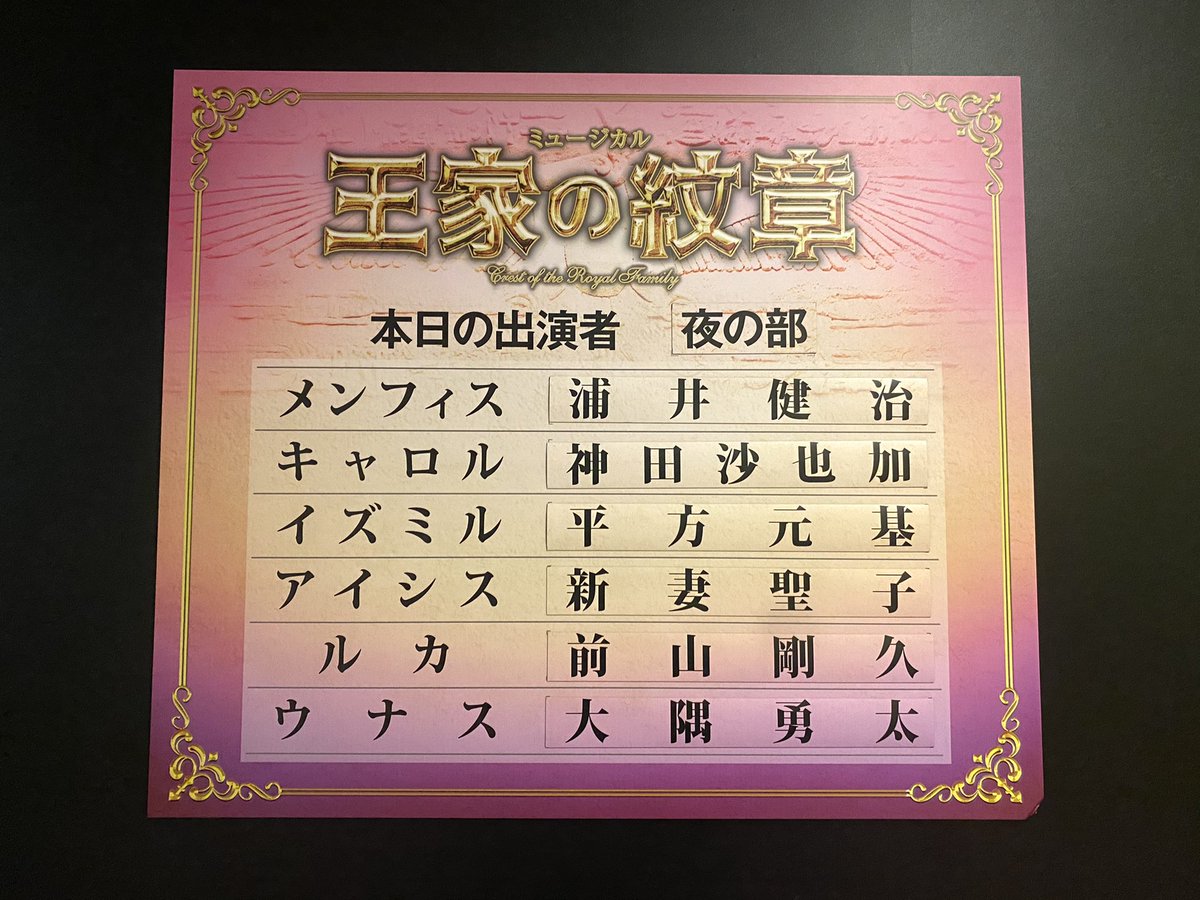 ミュージカル
王家の紋章
Crest of the Royal Family
本日の出演者 夜の部
メンフィス 浦井健治
キャロル 神田沙也加
イズミル 平方元基
アイシス 新妻聖子
ルカ 前山剛久
ウナス 大隅勇太